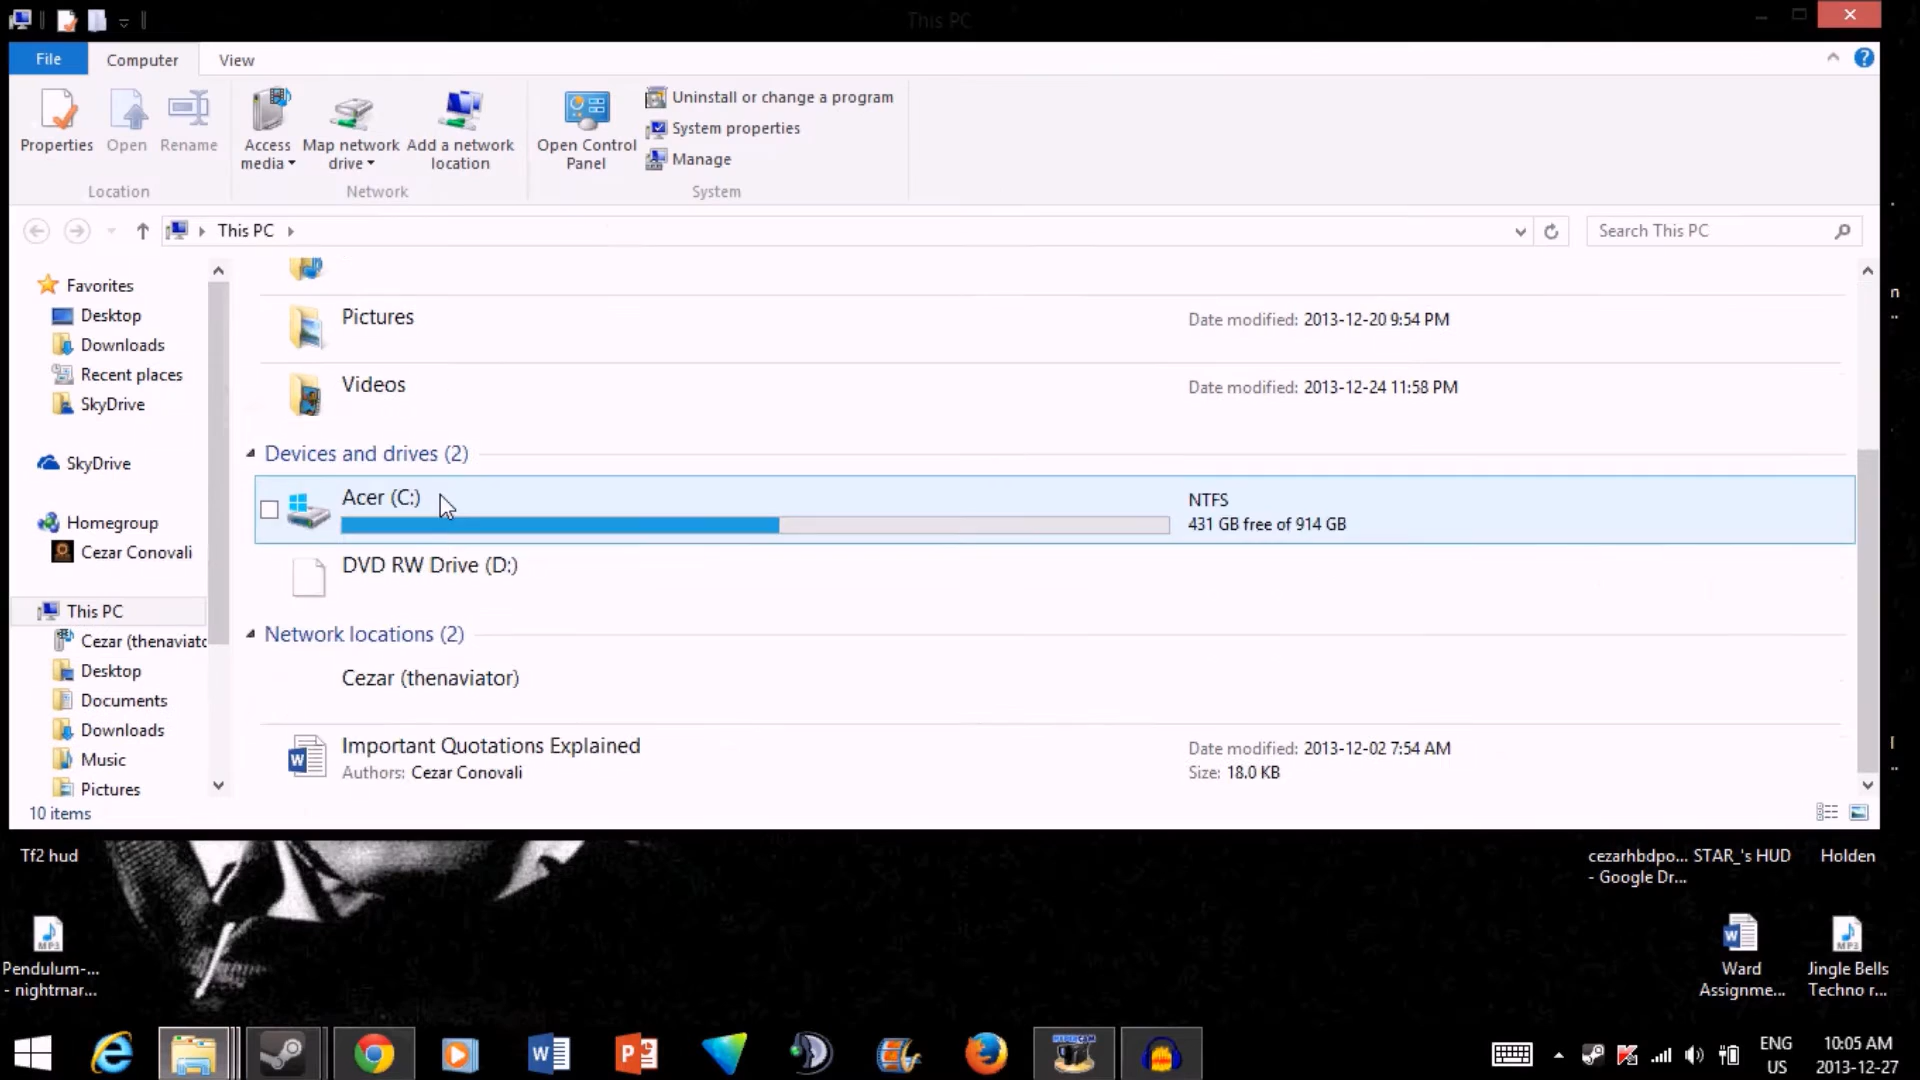 This PC
File
Computer
View
Properties
Open
Rename
Location
Access media
Map network drive
Add a network location
Network
Open Control Panel
Uninstall or change a program
System properties
Manage
System
This PC
Search This PC
Favorites
Desktop
Downloads
Recent places
SkyDrive
SkyDrive
Homegroup
Cezar Conovali
This PC
Cezar (thenaviato
Desktop
Documents
Downloads
Music
Pictures
Pictures
Date modified: 2013-12-20 9:54 PM
Videos
Date modified: 2013-12-24 11:58 PM
Devices and drives (2)
Acer (C:)
NTFS
431 GB free of 914 GB
DVD RW Drive (D:)
Network locations (2)
Cezar (thenaviator)
Important Quotations Explained
Date modified: 2013-12-02 7:54 AM
Authors: Cezar Conovali
Size: 18.0 KB
10 items
Tf2 hud
cezarhbdpo...
- Google Dr...
STAR_'s HUD
Holden
MP3
Pendulum-...
- nightmar...
Ward
Assignme...
MP3
Jingle Bells
Techno r...
ENG
US
10:05 AM
2013-12-27